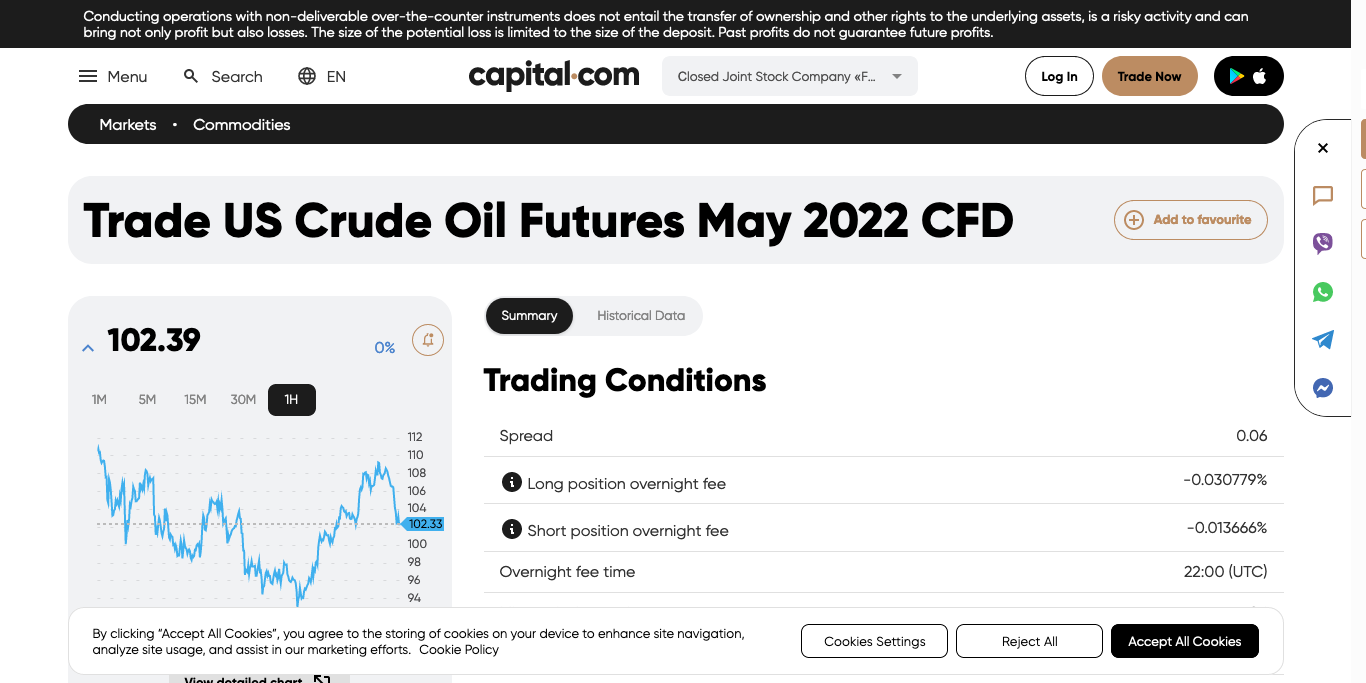 Conducting operations with non-deliverable over-the-counter instruments does not entail the transfer of ownership and other rights to the underlying assets, is a risky activity and can
bring not only profit but also losses. The size of the potential loss is limited to the size of the deposit. Past profits do not guarantee future profits.
Menu
Search
EN
capital.com
Closed Joint Stock Company «F...
Log In
Trade Now
Markets • Commodities
Trade US Crude Oil Futures May 2022 CFD
Add to favourite
102.39
0%
1M 5M 15M 30M 1H
112
110
108
106
104
102.33
100
98
96
94
Summary
Historical Data
Trading Conditions
Spread 0.06
Long position overnight fee -0.030779%
Short position overnight fee -0.013666%
Overnight fee time 22:00 (UTC)
By clicking “Accept All Cookies”, you agree to the storing of cookies on your device to enhance site navigation,
analyze site usage, and assist in our marketing efforts. Cookie Policy
Cookies Settings
Reject All
Accept All Cookies
View detailed chart